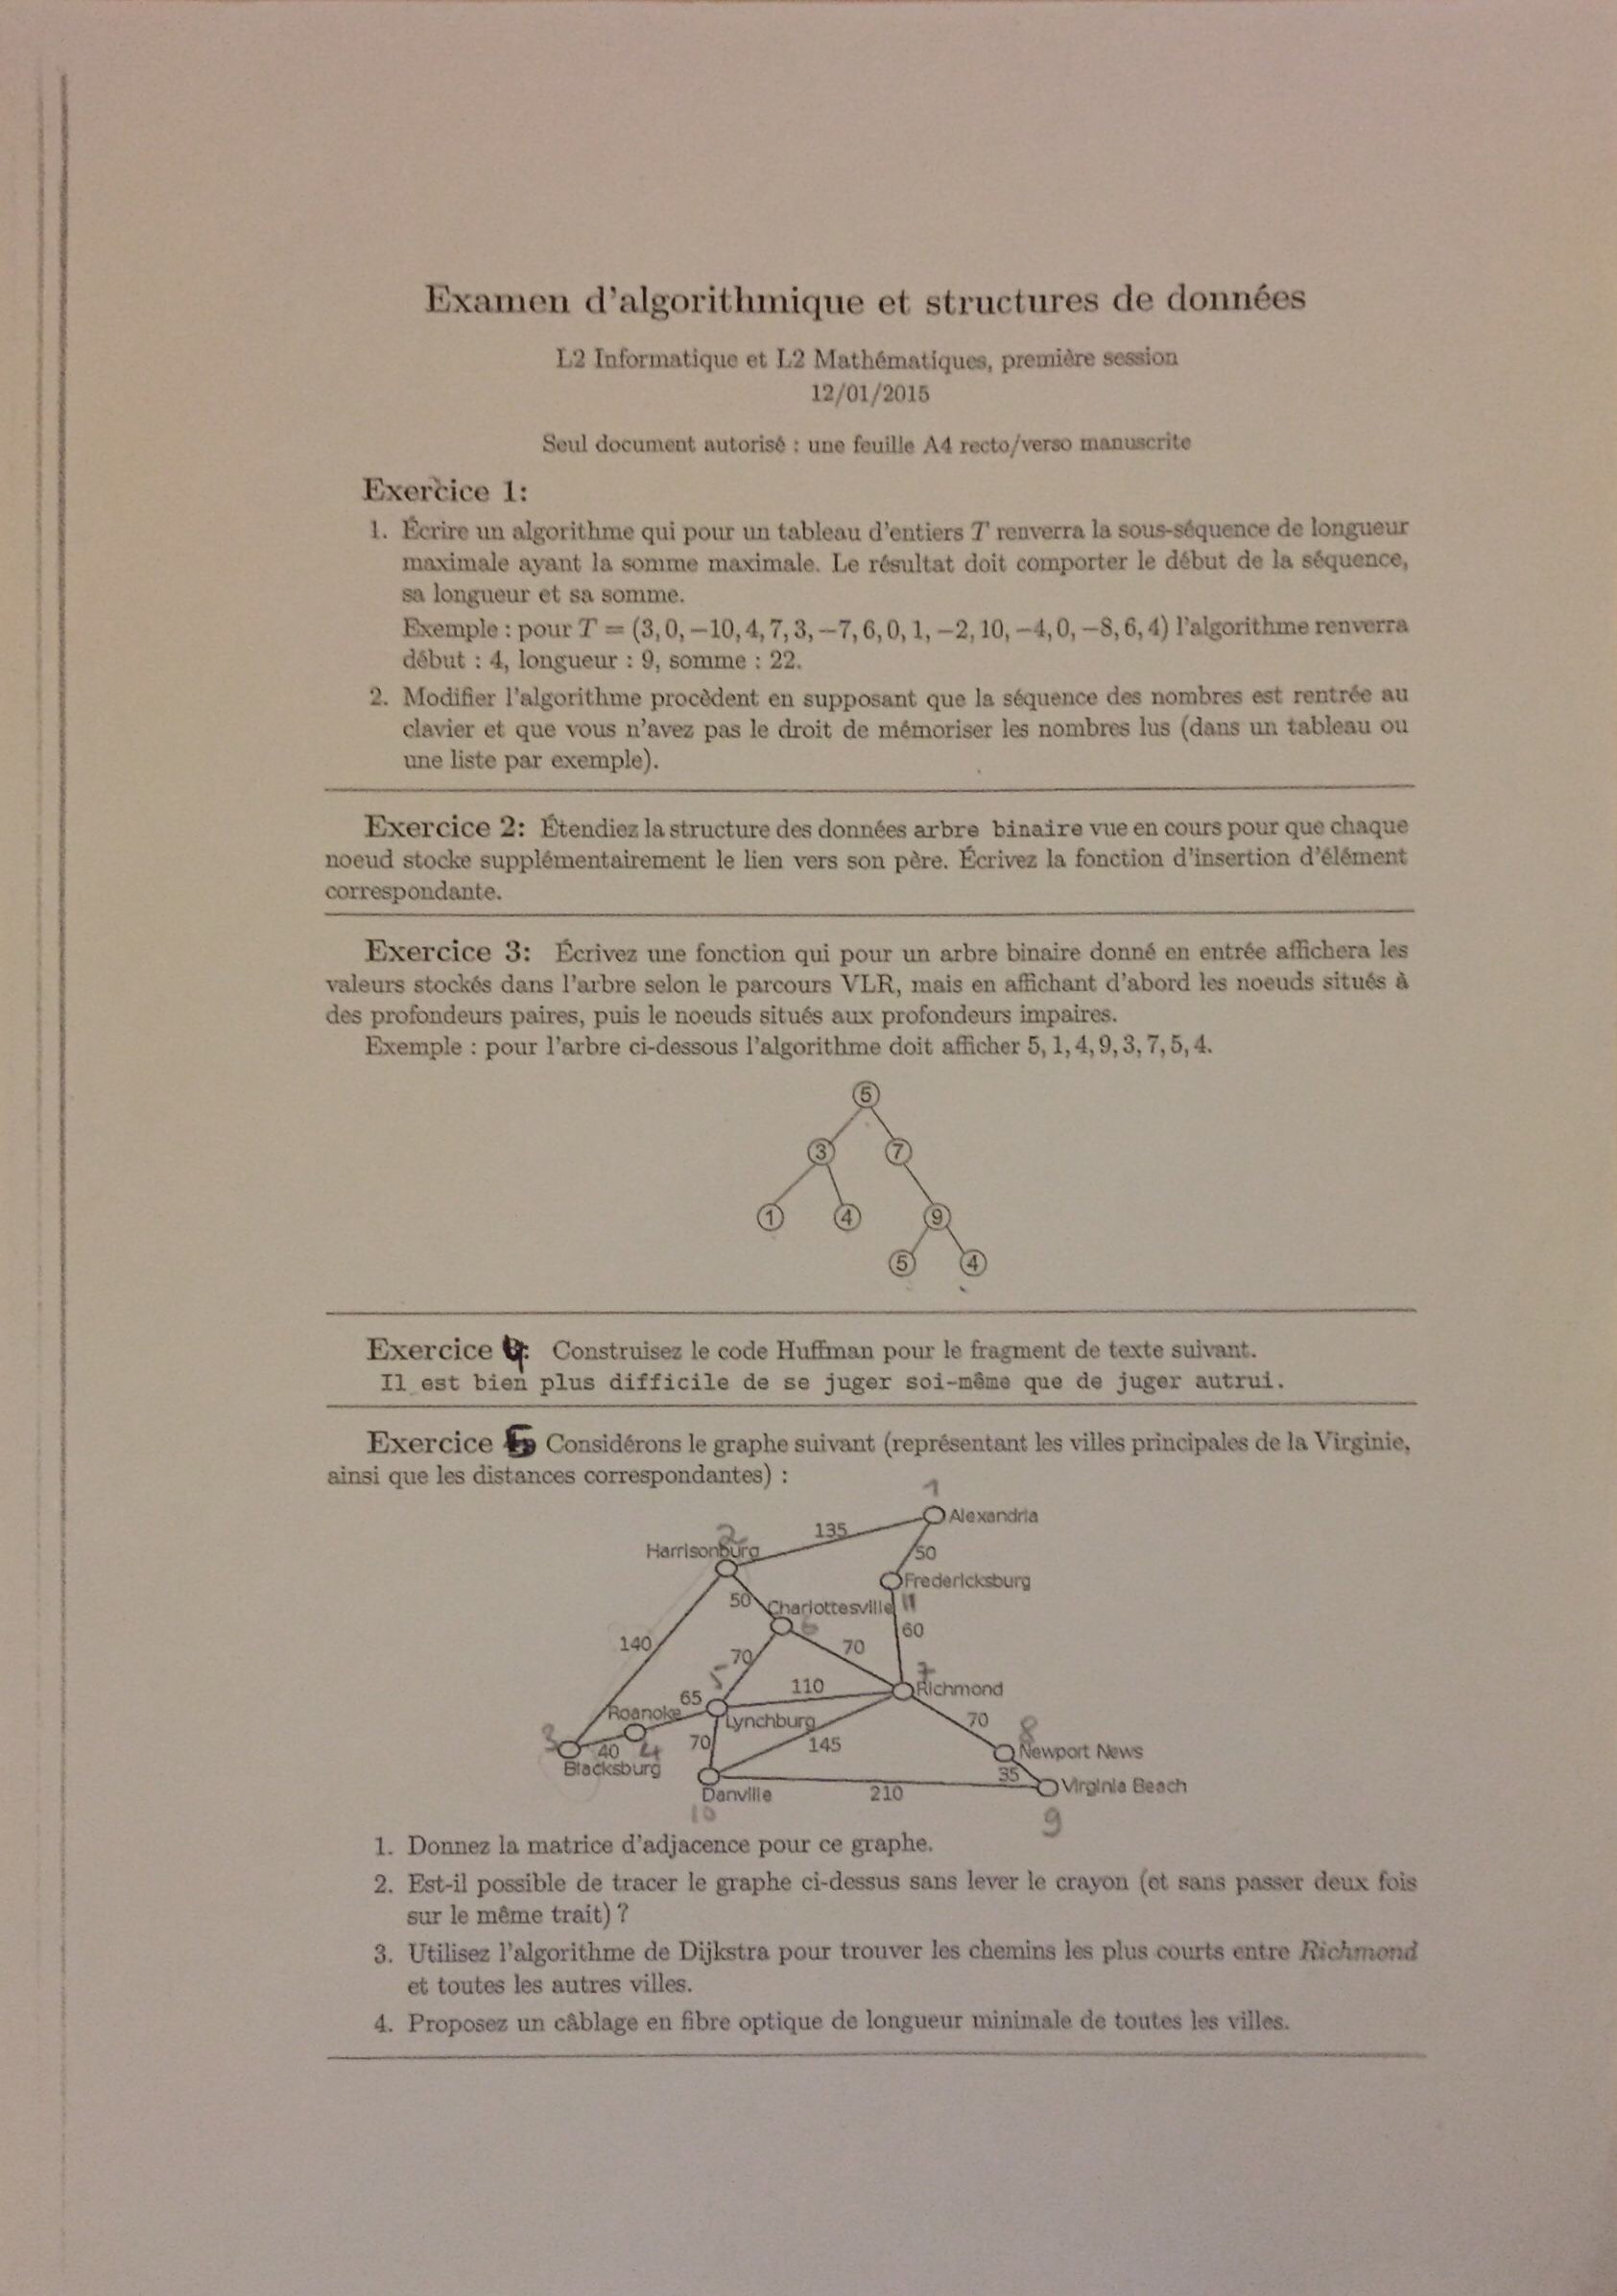 Examen d'algorithmique et structures de données
L2 Informatique et L2 Mathématiques, première session
12/01/2015
Seul document autorisé : une feuille A4 recto/verso manuscrite
Exercice 1:
1. Écrire un algorithme qui pour un tableau d'entiers T renverra la sous-séquence de longueur
maximale ayant la somme maximale. Le résultat doit comporter le début de la séquence,
sa longueur et sa somme.
Exemple : pour T = (3, 0, −10, 4, 7, 3, −7, 6, 0, 1, −2, 10, −4, 0, −8, 6, 4) l'algorithme renverra
début : 4, longueur : 9, somme : 22.
2. Modifier l'algorithme procèdent en supposant que la séquence des nombres est rentrée au
clavier et que vous n'avez pas le droit de mémoriser les nombres lus (dans un tableau ou
une liste par exemple).
Exercice 2: Étendiez la structure des données arbre binaire vue en cours pour que chaque
noeud stocke supplémentairement le lien vers son père. Écrivez la fonction d'insertion d'élément
correspondante.
Exercice 3: Écrivez une fonction qui pour un arbre binaire donné en entrée affichera les
valeurs stockés dans l'arbre selon le parcours VLR, mais en affichant d'abord les noeuds situés à
des profondeurs paires, puis le noeuds situés aux profondeurs impaires.
Exemple : pour l'arbre ci-dessous l'algorithme doit afficher 5, 1, 4, 9, 3, 7, 5, 4.
5
3 7
1 4 9
5 4
Exercice 4: Construisez le code Huffman pour le fragment de texte suivant.
Il est bien plus difficile de se juger soi-même que de juger autrui.
Exercice 5 Considérons le graphe suivant (représentant les villes principales de la Virginie,
ainsi que les distances correspondantes) :
1
Alexandria
135
2
Harrisonburg
50
Fredericksburg
11
50
Charlottesville
6
60
140
70
70
5
7
Richmond
110
65
Roanoke
Lynchburg
70
8
3
40
4
70
145
Newport News
Blacksburg
35
Virginia Beach
Danville
210
10
9
1. Donnez la matrice d'adjacence pour ce graphe.
2. Est-il possible de tracer le graphe ci-dessus sans lever le crayon (et sans passer deux fois
sur le même trait) ?
3. Utilisez l'algorithme de Dijkstra pour trouver les chemins les plus courts entre Richmond
et toutes les autres villes.
4. Proposez un câblage en fibre optique de longueur minimale de toutes les villes.